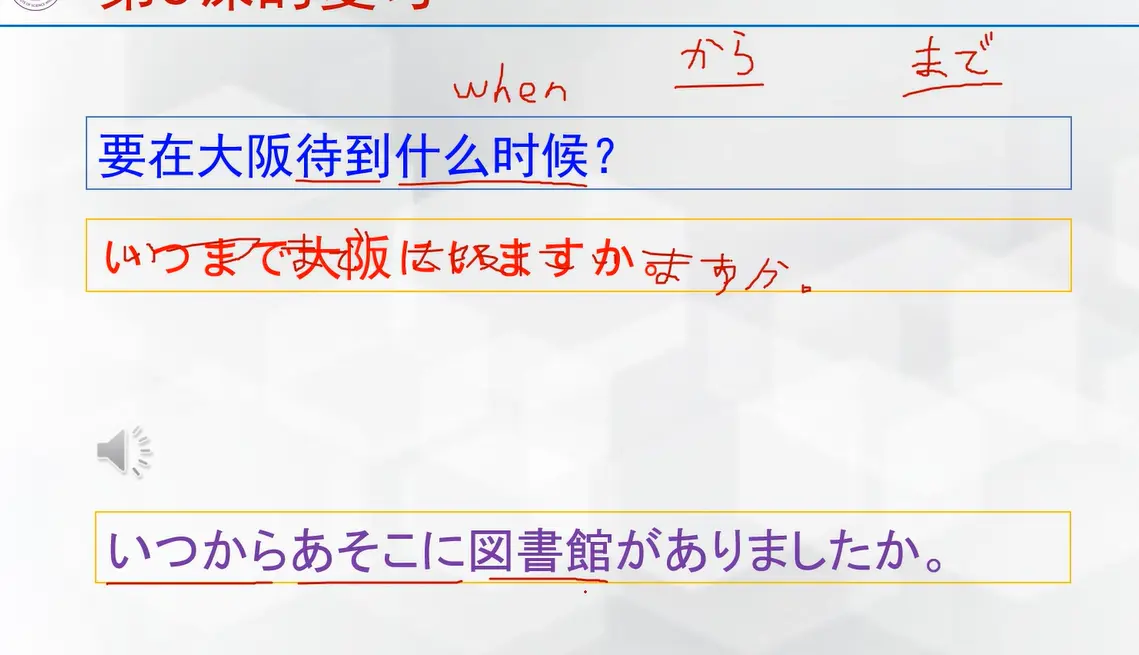 when から まで
要在大阪待到什么时候?
いつまで大阪にいますか。ますか.
いつからあそこに図書館がありましたか。